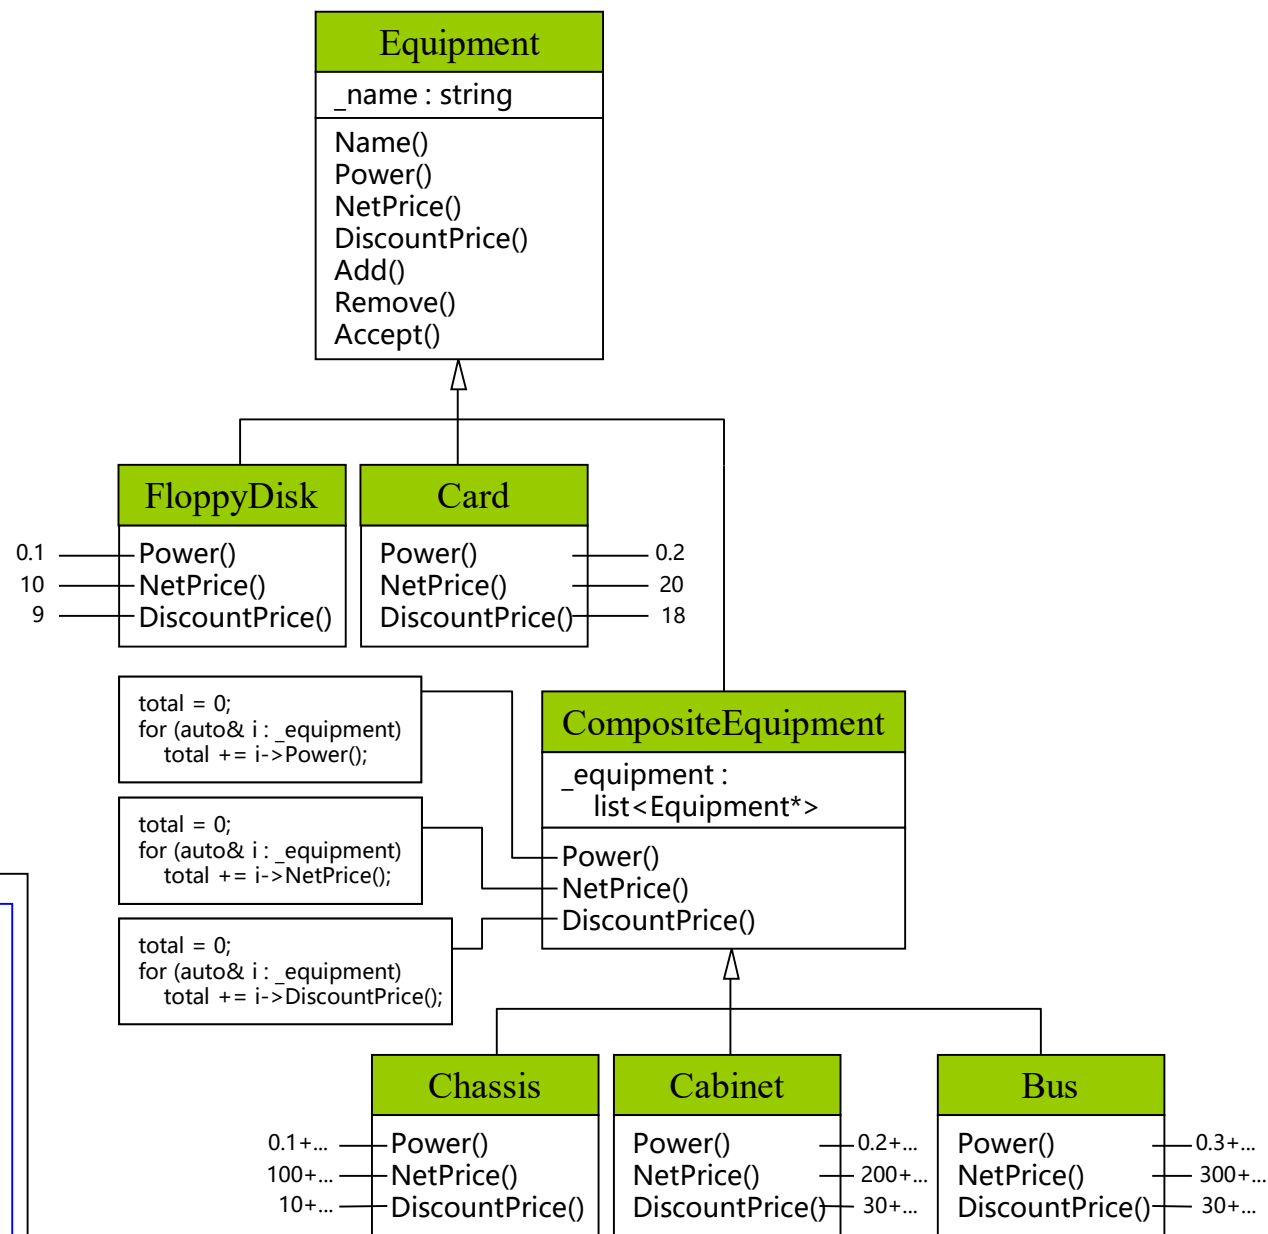 Equipment
_name : string
Name()
Power()
NetPrice()
DiscountPrice()
Add()
Remove()
Accept()
FloppyDisk
0.1 Power()
10 NetPrice()
9 DiscountPrice()
Card
Power() 0.2
NetPrice() 20
DiscountPrice() 18
total = 0;
for (auto& i : _equipment)
total += i->Power();
total = 0;
for (auto& i : _equipment)
total += i->NetPrice();
total = 0;
for (auto& i : _equipment)
total += i->DiscountPrice();
CompositeEquipment
_equipment :
list<Equipment*>
Power()
NetPrice()
DiscountPrice()
Chassis
0.1+... Power()
100+... NetPrice()
10+... DiscountPrice()
Cabinet
Power() 0.2+...
NetPrice() 200+...
DiscountPrice() 30+...
Bus
Power() 0.3+...
NetPrice() 300+...
DiscountPrice() 30+...